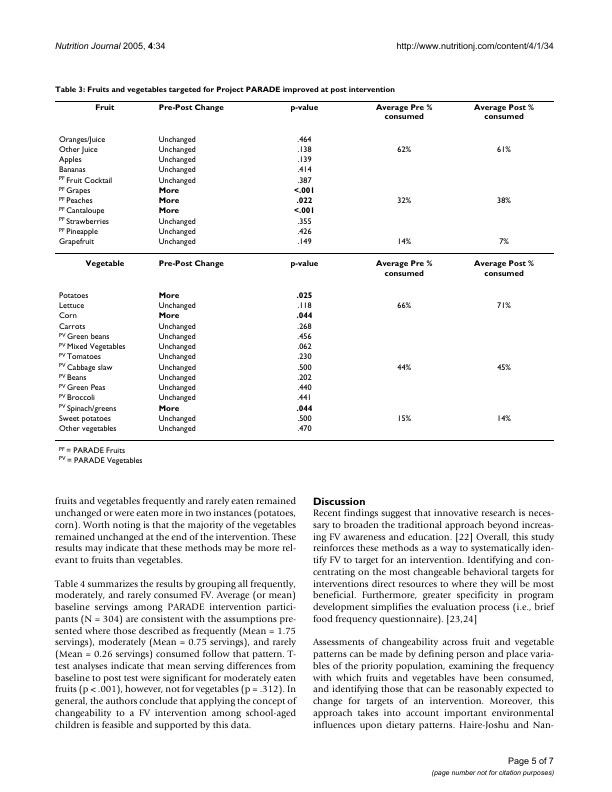 Nutrition Journal 2005, 4:34 http://www.nutritionj.com/content/4/1/34
Table 3: Fruits and vegetables targeted for Project PARADE improved at post intervention
Fruit Pre-Post Change p-value Average Pre % consumed Average Post % consumed
Oranges/Juice Unchanged .464
Other Juice Unchanged .138 62% 61%
Apples Unchanged .139
Bananas Unchanged .414
PF Fruit Cocktail Unchanged .387
PF Grapes More <.001
PF Peaches More .022 32% 38%
PF Cantaloupe More <.001
PF Strawberries Unchanged .355
PF Pineapple Unchanged .426
Grapefruit Unchanged .149 14% 7%
Vegetable Pre-Post Change p-value Average Pre % consumed Average Post % consumed
Potatoes More .025
Lettuce Unchanged .118 66% 71%
Corn More .044
Carrots Unchanged .268
PV Green beans Unchanged .456
PV Mixed Vegetables Unchanged .062
PV Tomatoes Unchanged .230
PV Cabbage slaw Unchanged .500 44% 45%
PV Beans Unchanged .202
PV Green Peas Unchanged .440
PV Broccoli Unchanged .441
PV Spinach/greens More .044
Sweet potatoes Unchanged .500 15% 14%
Other vegetables Unchanged .470
PF = PARADE Fruits
PV = PARADE Vegetables
fruits and vegetables frequently and rarely eaten remained
unchanged or were eaten more in two instances (potatoes,
corn). Worth noting is that the majority of the vegetables
remained unchanged at the end of the intervention. These
results may indicate that these methods may be more rel-
evant to fruits than vegetables.
Table 4 summarizes the results by grouping all frequently,
moderately, and rarely consumed FV. Average (or mean)
baseline servings among PARADE intervention partici-
pants (N = 304) are consistent with the assumptions pre-
sented where those described as frequently (Mean = 1.75
servings), moderately (Mean = 0.75 servings), and rarely
(Mean = 0.26 servings) consumed follow that pattern. T-
test analyses indicate that mean serving differences from
baseline to post test were significant for moderately eaten
fruits (p < .001), however, not for vegetables (p = .312). In
general, the authors conclude that applying the concept of
changeability to a FV intervention among school-aged
children is feasible and supported by this data.
Discussion
Recent findings suggest that innovative research is neces-
sary to broaden the traditional approach beyond increas-
ing FV awareness and education. [22] Overall, this study
reinforces these methods as a way to systematically iden-
tify FV to target for an intervention. Identifying and con-
centrating on the most changeable behavioral targets for
interventions direct resources to where they will be most
beneficial. Furthermore, greater specificity in program
development simplifies the evaluation process (i.e., brief
food frequency questionnaire). [23,24]
Assessments of changeability across fruit and vegetable
patterns can be made by defining person and place varia-
bles of the priority population, examining the frequency
with which fruits and vegetables have been consumed,
and identifying those that can be reasonably expected to
change for targets of an intervention. Moreover, this
approach takes into account important environmental
influences upon dietary patterns. Haire-Joshu and Nan-
Page 5 of 7
(page number not for citation purposes)